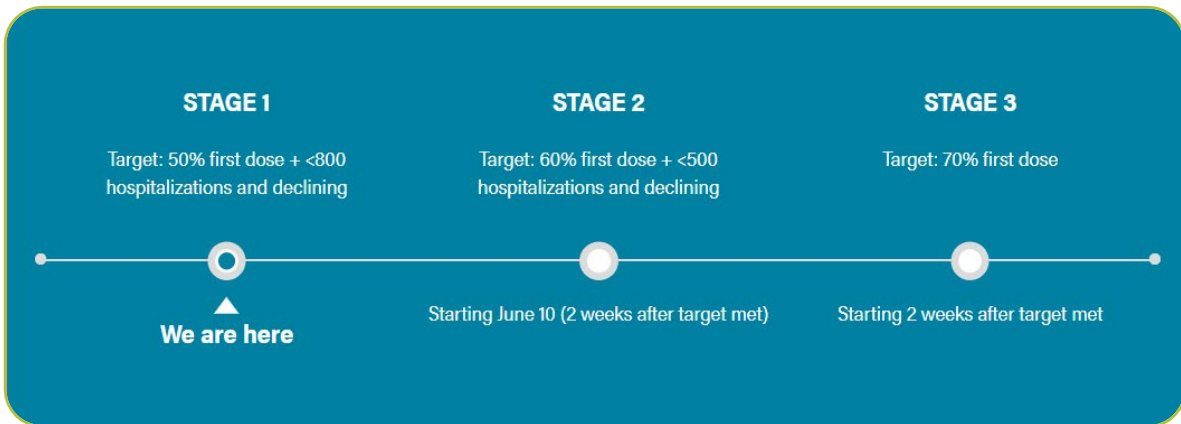 STAGE 1
Target: 50% first dose + <800
hospitalizations and declining
We are here
STAGE 2
Target: 60% first dose + <500
hospitalizations and declining
Starting June 10 (2 weeks after target met)
STAGE 3
Target: 70% first dose
Starting 2 weeks after target met